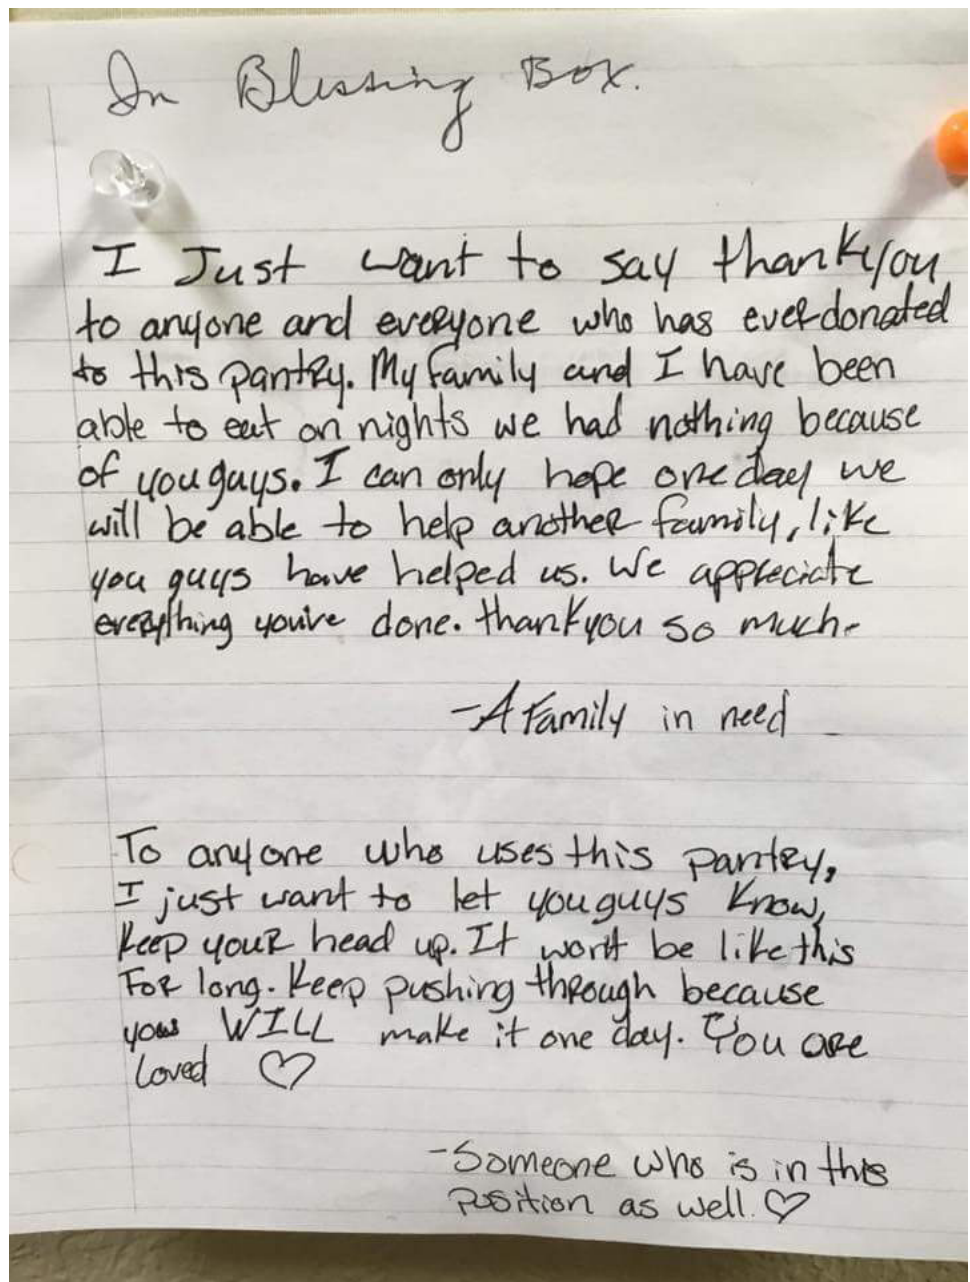 In Blessing Box.
I Just want to say thankyou
to anyone and everyone who has ever donated
to this pantry. My family and I have been
able to eat on nights we had nothing because
of you guys. I can only hope one day we
will be able to help another family, like
you guys have helped us. We appreciate
everything you've done. thankyou so much.
-A Family in need
To anyone who uses this pantry,
I just want to let you guys know,
keep your head up. It won't be like this
For long. Keep pushing through because
you WILL make it one day. You are
loved ♡
-Someone who is in this
position as well. ♡